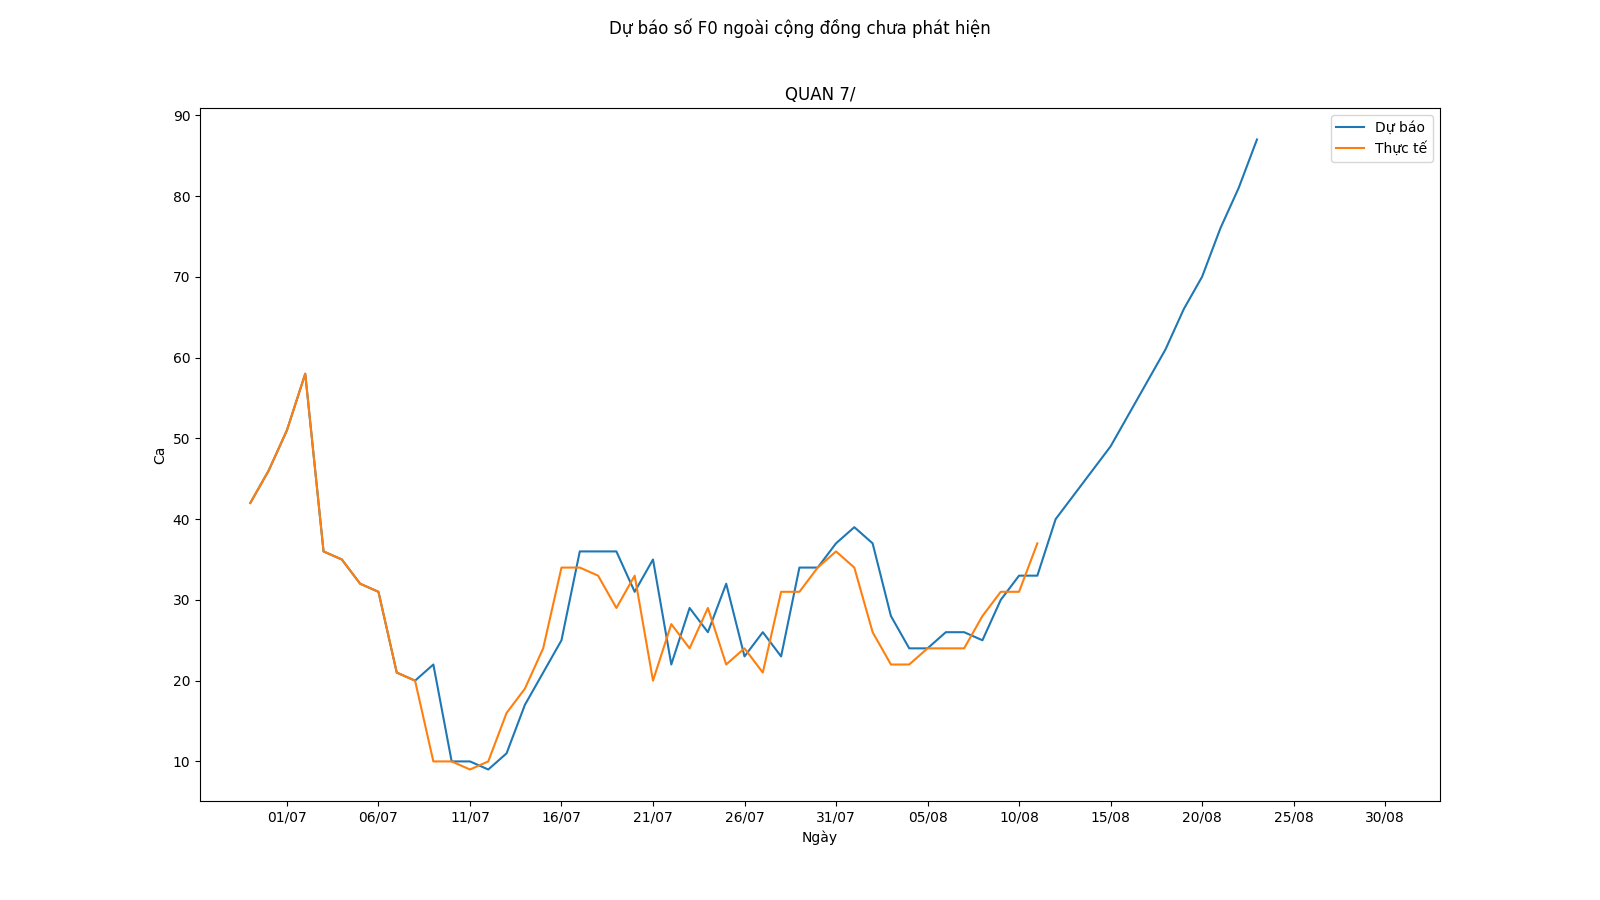 Dự báo số F0 ngoài cộng đồng chưa phát hiện
QUAN 7/
90
80
70
60
50
40
30
20
10
Ca
Dự báo
Thực tế
01/07 06/07 11/07 16/07 21/07 26/07 31/07 05/08 10/08 15/08 20/08 25/08 30/08
Ngày